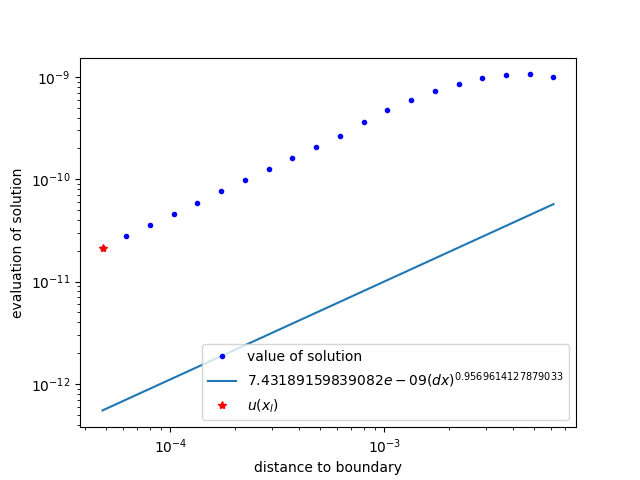 10⁻⁹
10⁻¹⁰
10⁻¹¹
10⁻¹²
evaluation of solution
value of solution
7.43189159839082e − 09(dx)^0.9569614127879033
u(x_l)
10⁻⁴
10⁻³
distance to boundary